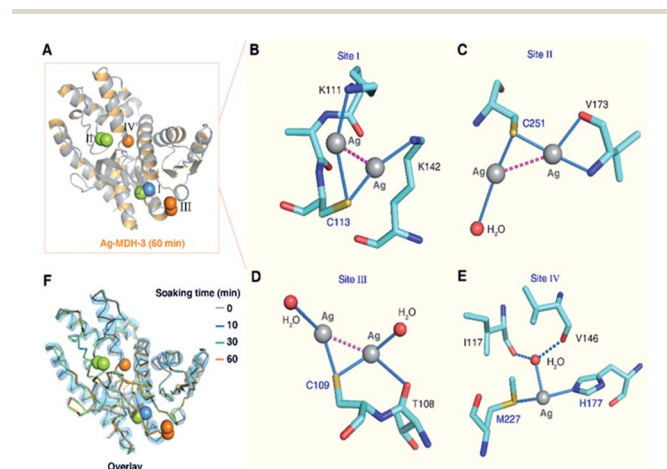 A
II
IV
I
III
Ag-MDH-3 (60 min)
B
Site I
K111
Ag
Ag
K142
C113
C
Site II
V173
C251
Ag
Ag
H₂O
F
Soaking time (min)
0
10
30
60
Overlay
D
Site III
H₂O
Ag
H₂O
Ag
C109
T108
E
Site IV
I117
V146
H₂O
Ag
M227
H177